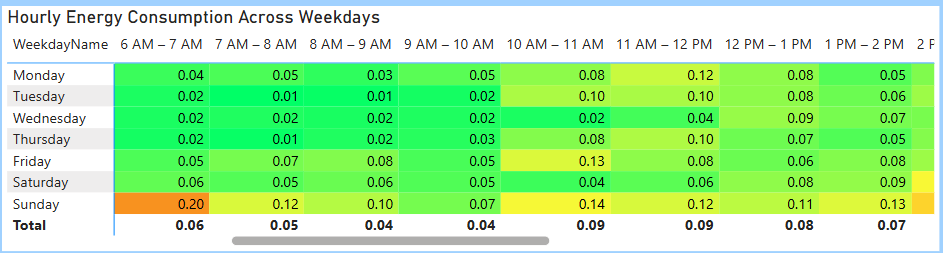 Hourly Energy Consumption Across Weekdays
WeekdayName 6 AM – 7 AM 7 AM – 8 AM 8 AM – 9 AM 9 AM – 10 AM 10 AM – 11 AM 11 AM – 12 PM 12 PM – 1 PM 1 PM – 2 PM 2 P
Monday 0.04 0.05 0.03 0.05 0.08 0.12 0.08 0.05
Tuesday 0.02 0.01 0.01 0.02 0.10 0.10 0.08 0.06
Wednesday 0.02 0.02 0.02 0.02 0.02 0.04 0.09 0.07
Thursday 0.02 0.01 0.02 0.03 0.08 0.10 0.07 0.05
Friday 0.05 0.07 0.08 0.05 0.13 0.08 0.06 0.08
Saturday 0.06 0.05 0.06 0.05 0.04 0.06 0.08 0.09
Sunday 0.20 0.12 0.10 0.07 0.14 0.12 0.11 0.13
Total 0.06 0.05 0.04 0.04 0.09 0.09 0.08 0.07